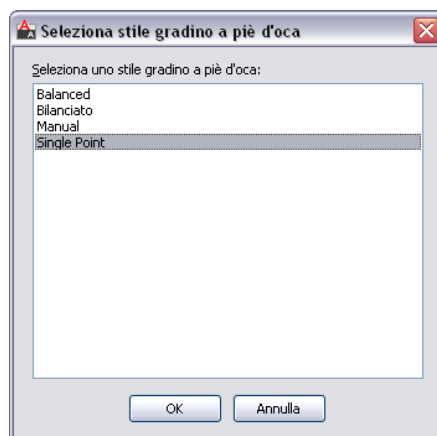 Seleziona stile gradino a piè d'oca
Seleziona uno stile gradino a piè d'oca:
Balanced
Bilanciato
Manual
Single Point
OK
Annulla